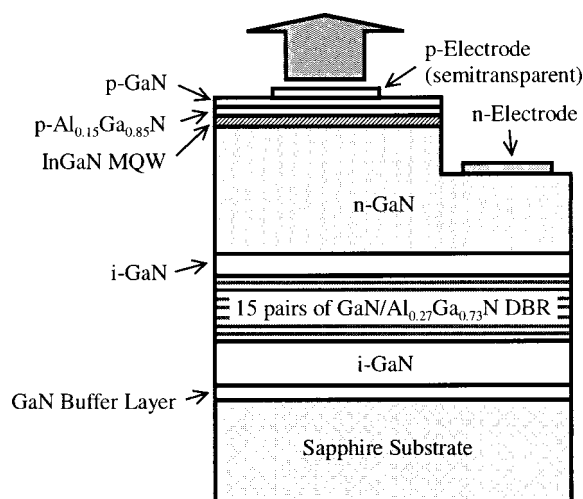 p-Electrode
(semitransparent)
p-GaN
n-Electrode
p-Al0.15Ga0.85N
InGaN MQW
n-GaN
i-GaN
15 pairs of GaN/Al0.27Ga0.73N DBR
i-GaN
GaN Buffer Layer
Sapphire Substrate